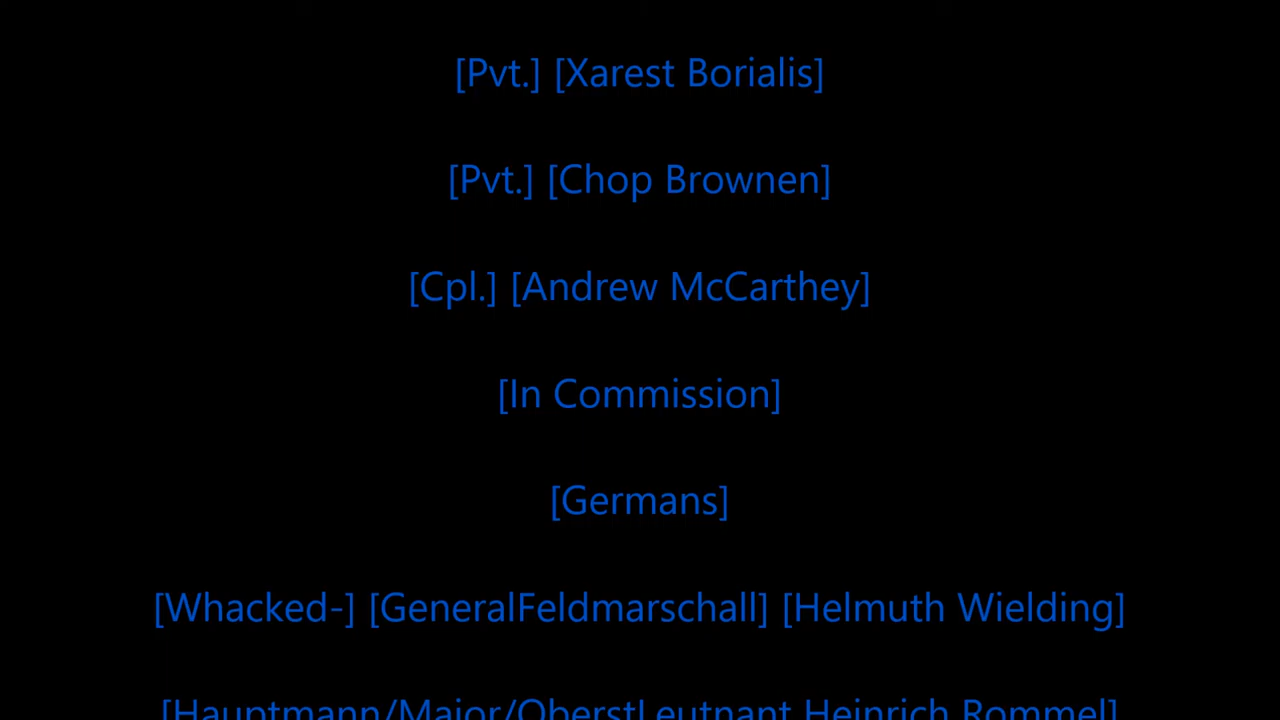 [Pvt.] [Xarest Borialis]
[Pvt.] [Chop Brownen]
[Cpl.] [Andrew McCarthey]
[In Commission]
[Germans]
[Whacked-] [GeneralFeldmarschall] [Helmuth Wielding]
[Hauptmann/Major/OberstLeutnant Heinrich Rommel]